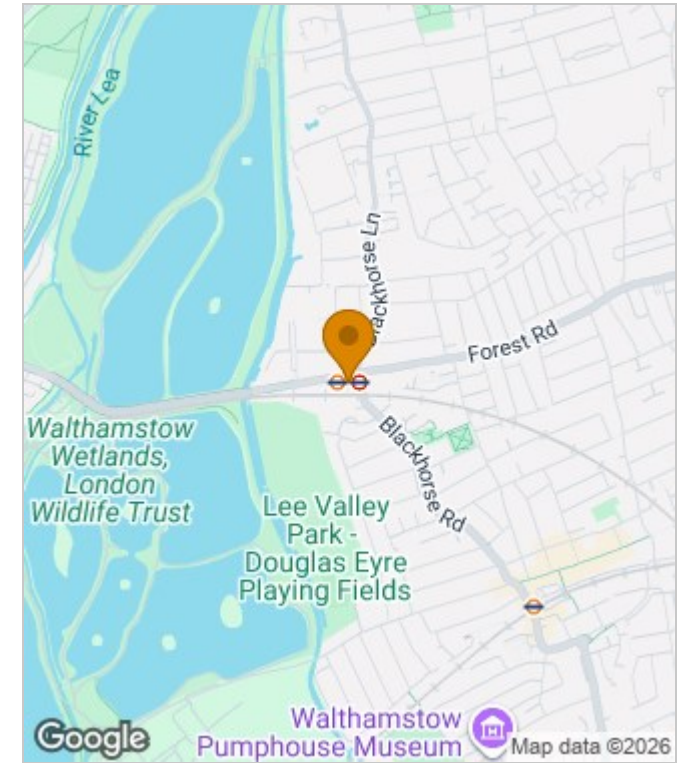 River Lea
Blackhorse Ln
Forest Rd
Walthamstow
Wetlands,
London
Wildlife Trust
Blackhorse Rd
Lee Valley
Park -
Douglas Eyre
Playing Fields
Walthamstow
Pumphouse Museum
Google
Map data ©2026